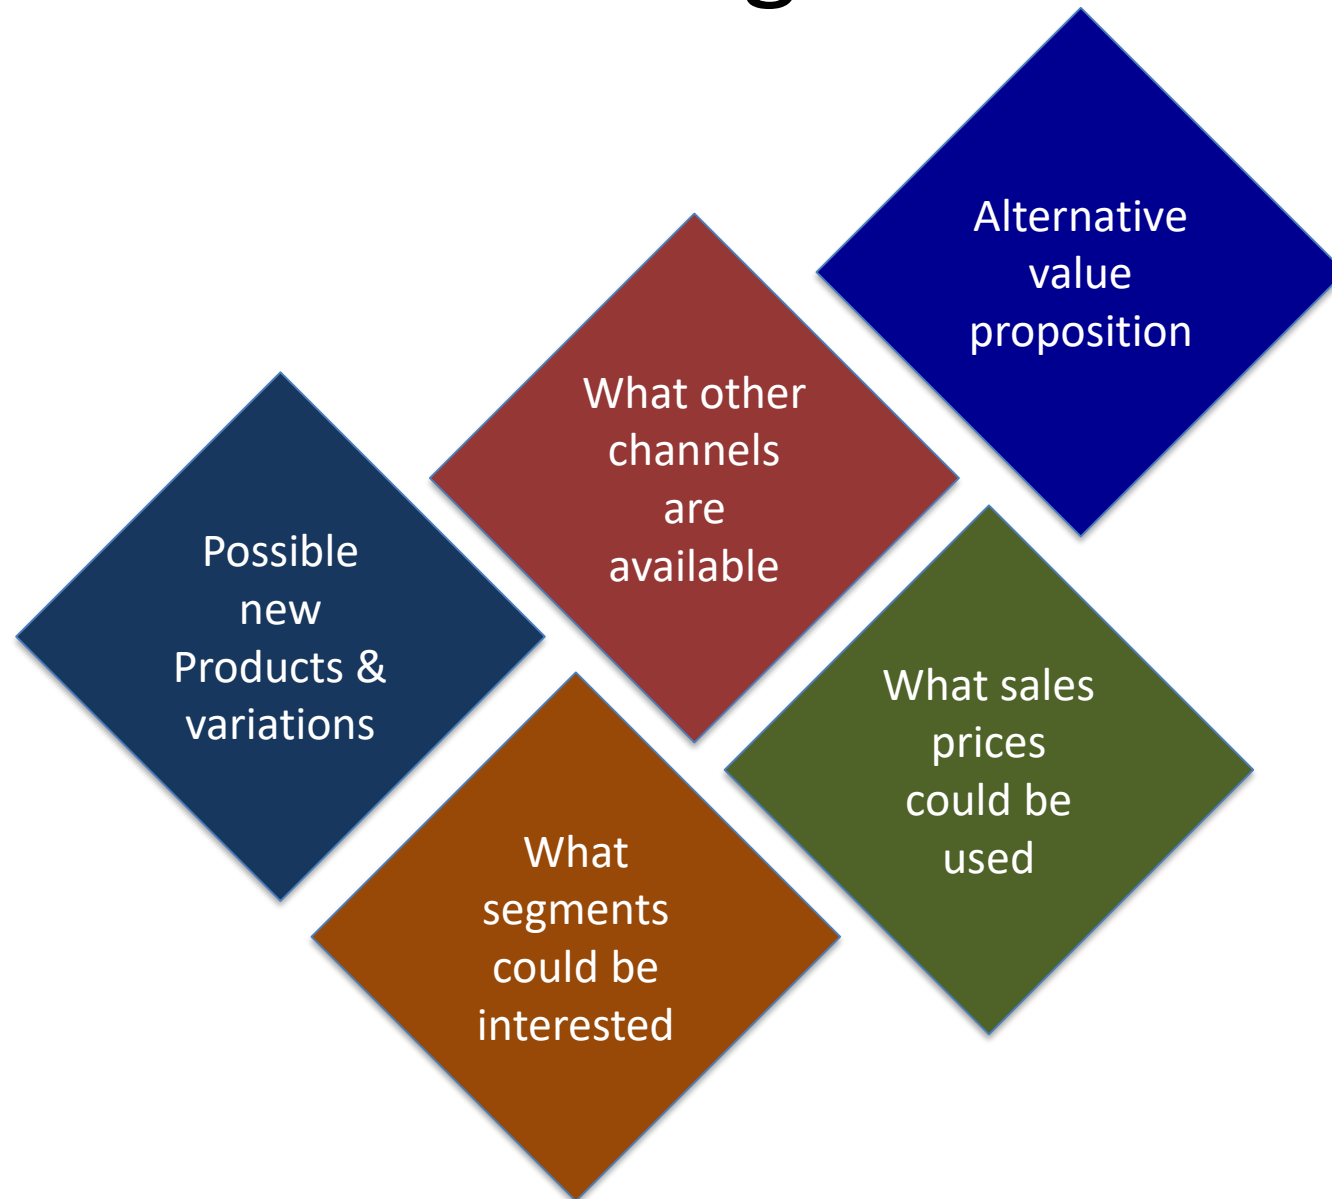 Alternative
value
proposition
What other
channels
are
available
Possible
new
Products &
variations
What sales
prices
could be
used
What
segments
could be
interested